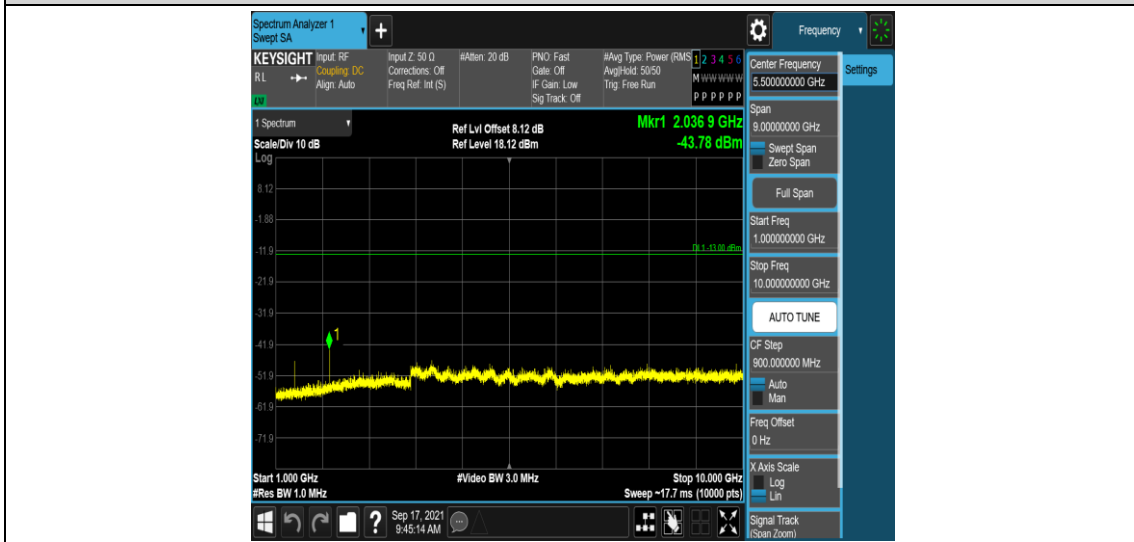 Spectrum Analyzer 1
Swept SA
+
Frequency
KEYSIGHT
RL
LXI
Input: RF
Coupling: DC
Align: Auto
Input Z: 50 Ω
Corrections: Off
Freq Ref: Int (S)
#Atten: 20 dB
PNO: Fast
Gate: Off
IF Gain: Low
Sig Track: Off
#Avg Type: Power (RMS
Avg|Hold: 50/50
Trig: Free Run
1 2 3 4 5 6
M W W W W W
P P P P P P
1 Spectrum
Scale/Div 10 dB
Ref Lvl Offset 8.12 dB
Ref Level 18.12 dBm
Mkr1 2.036 9 GHz
-43.78 dBm
Log
8.12
-1.88
-11.9
DL1 -13.00 dBm
-21.9
-31.9
1
-41.9
-51.9
-61.9
-71.9
Start 1.000 GHz
#Res BW 1.0 MHz
#Video BW 3.0 MHz
Stop 10.000 GHz
Sweep ~17.7 ms (10000 pts)
?
Sep 17, 2021
9:45:14 AM
Center Frequency
5.500000000 GHz
Settings
Span
9.00000000 GHz
Swept Span
Zero Span
Full Span
Start Freq
1.000000000 GHz
Stop Freq
10.000000000 GHz
AUTO TUNE
CF Step
900.000000 MHz
Auto
Man
Freq Offset
0 Hz
X Axis Scale
Log
Lin
Signal Track
(Span Zoom)